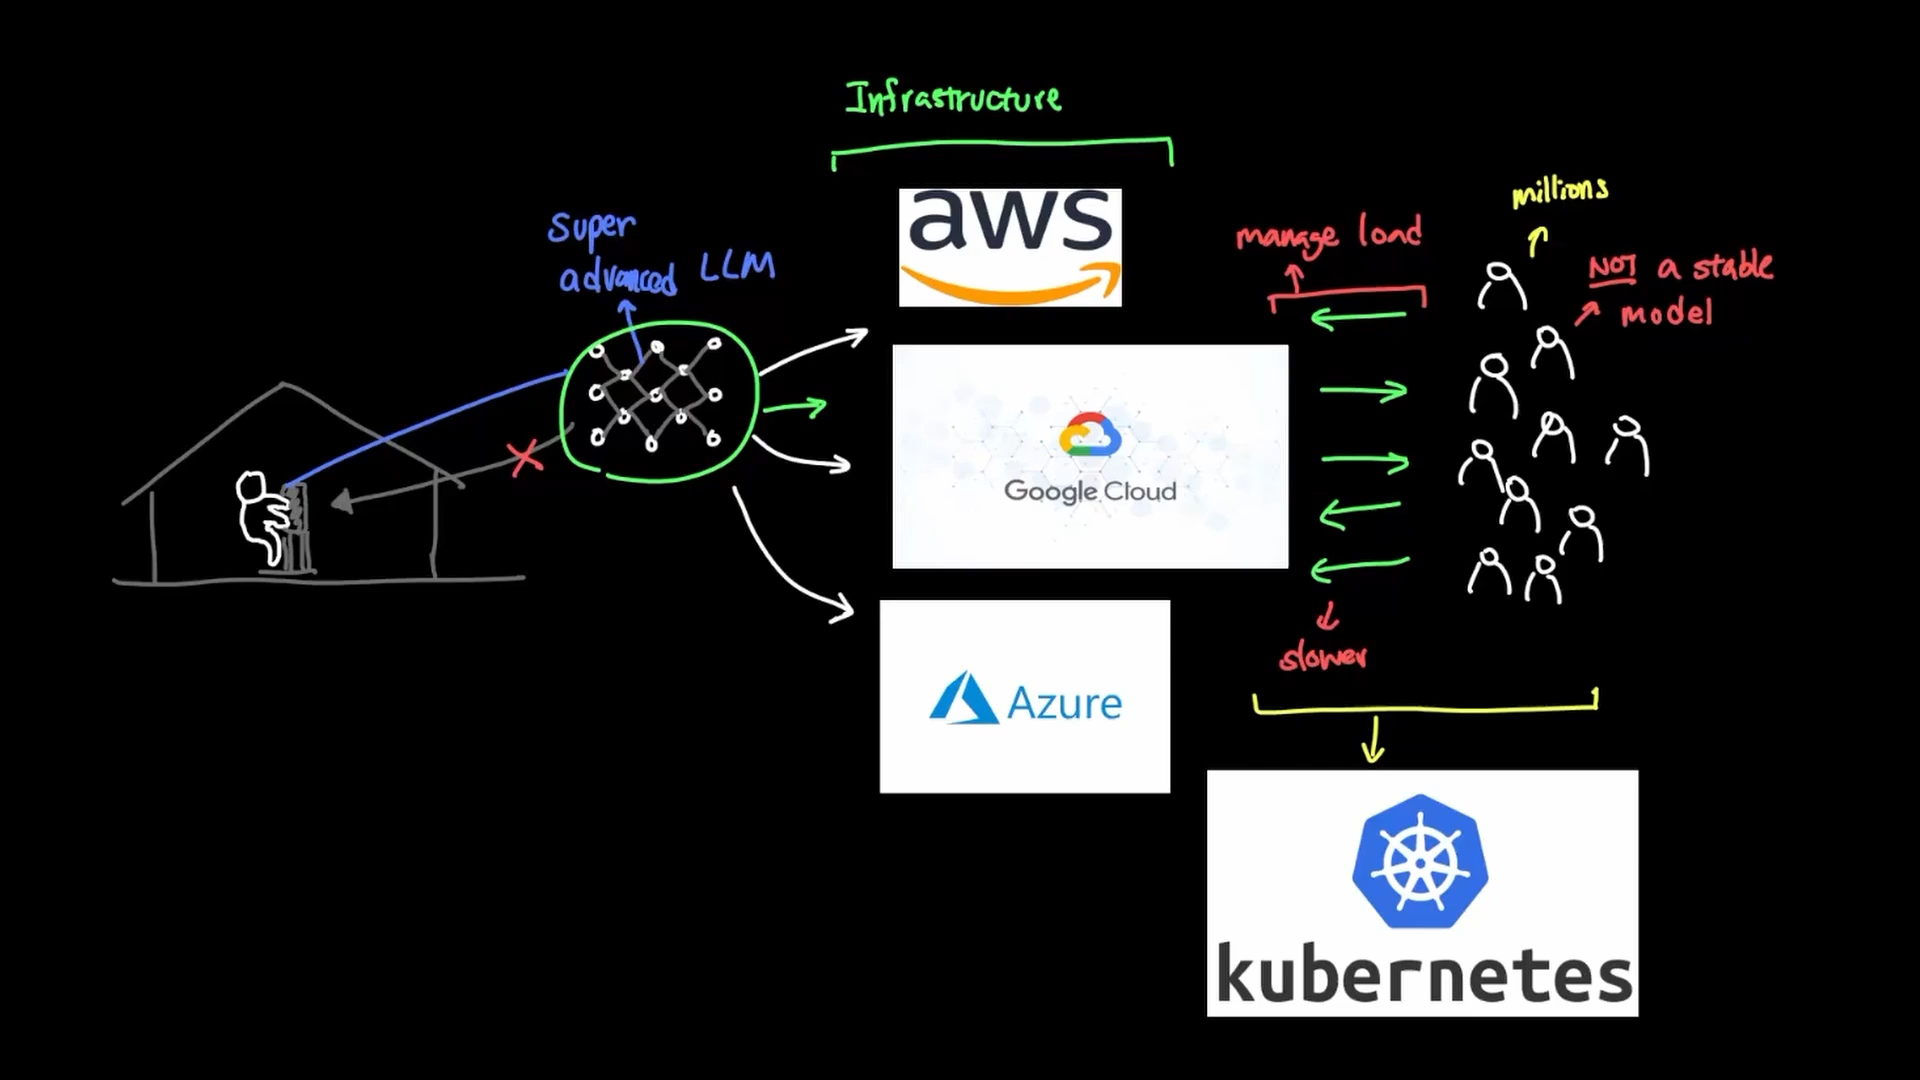 Infrastructure
aws
Super
advanced LLM
manage load
millions
NOT a stable
model
Google Cloud
slower
Azure
kubernetes